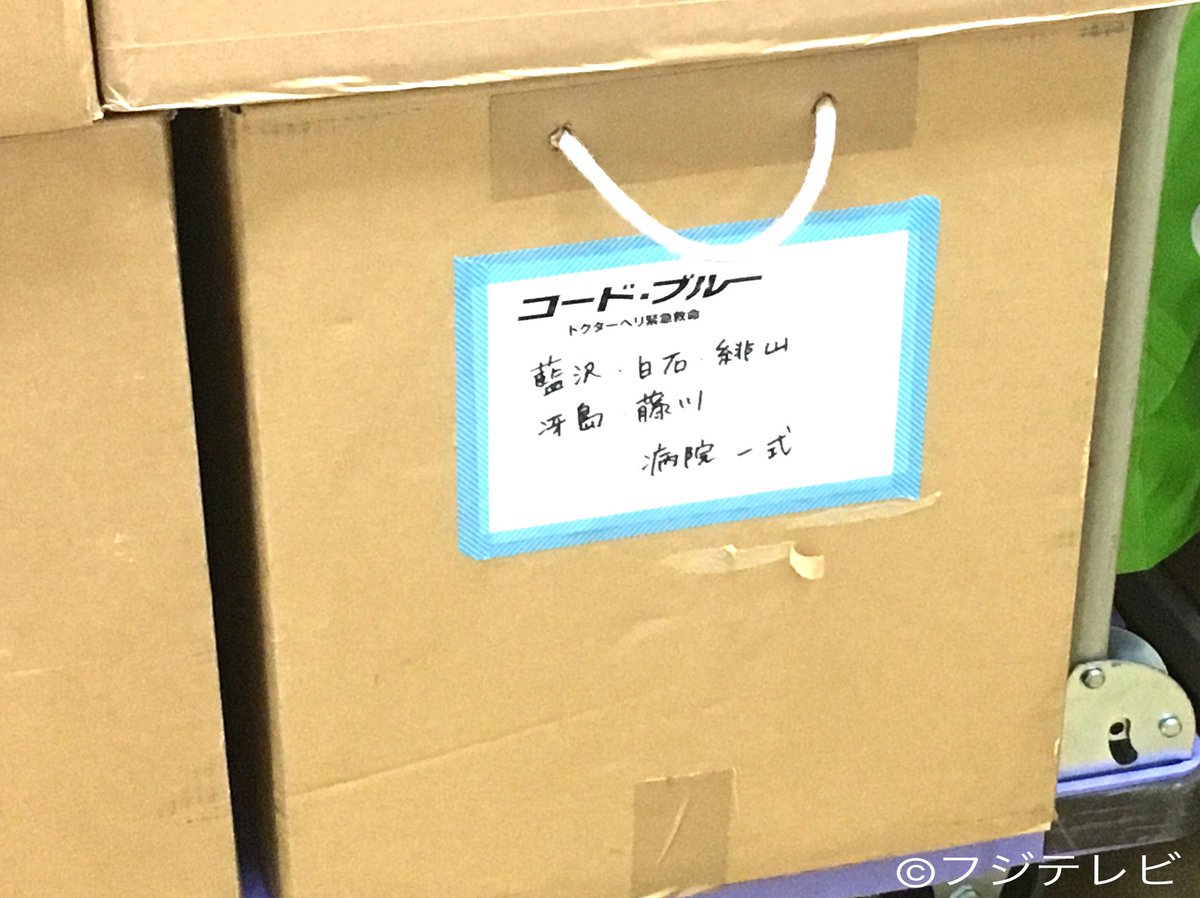 コード・ブルー
ドクターヘリ緊急救命
藍沢・白石・緋山
冴島 藤川
病院一式
©フジテレビ